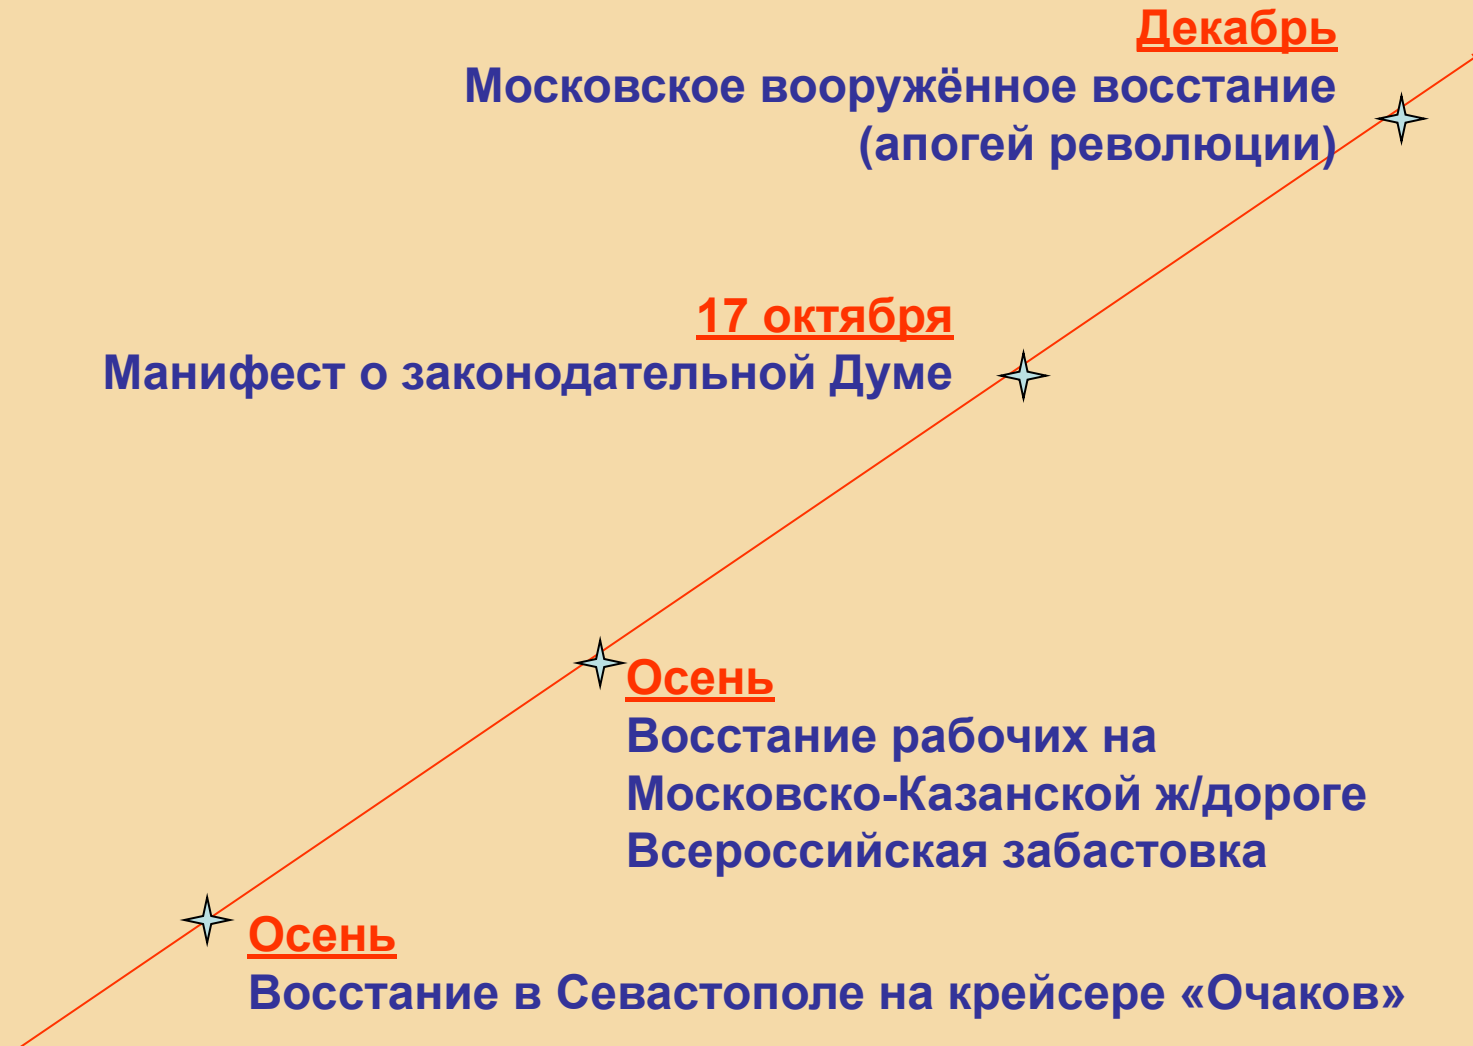 Декабрь
Московское вооружённое восстание
(апогей революции)
17 октября
Манифест о законодательной Думе
Осень
Восстание рабочих на
Московско-Казанской ж/дороге
Всероссийская забастовка
Осень
Восстание в Севастополе на крейсере «Очаков»